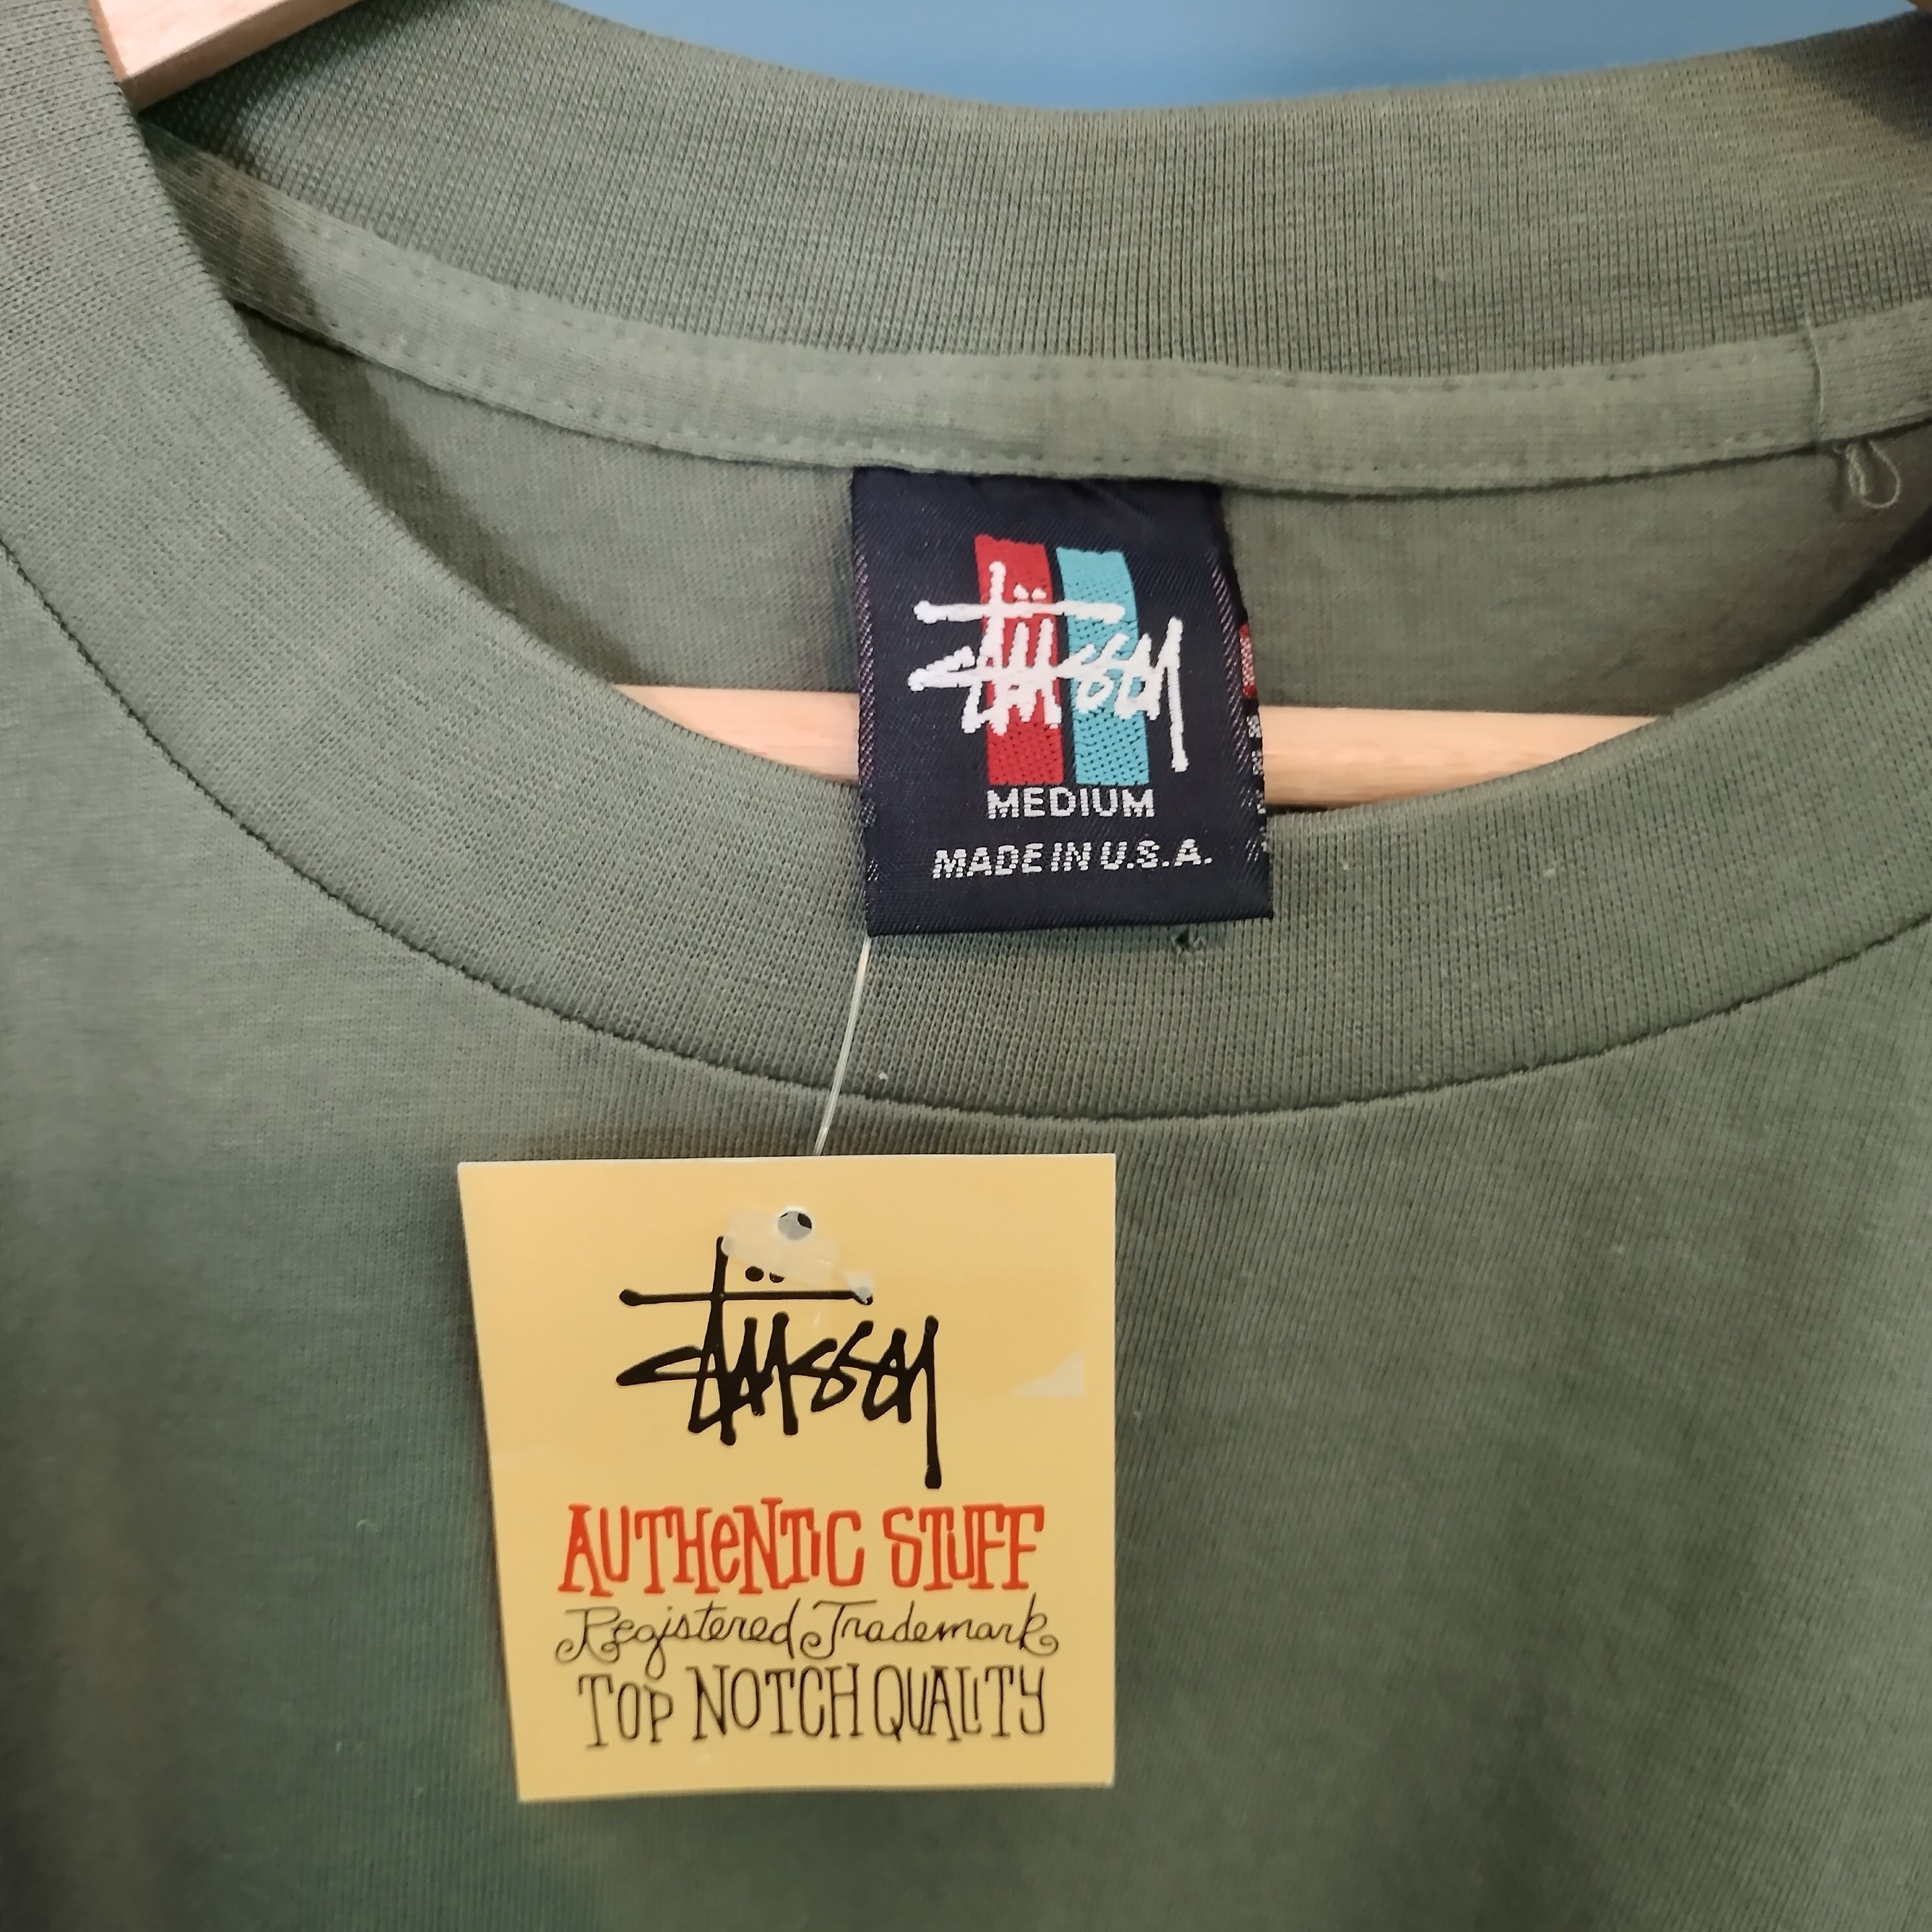 Stüssy
MEDIUM
MADE IN U.S.A.
Stüssy
AUTHENTIC STUFF
Registered Trademark
TOP NOTCH QUALITY